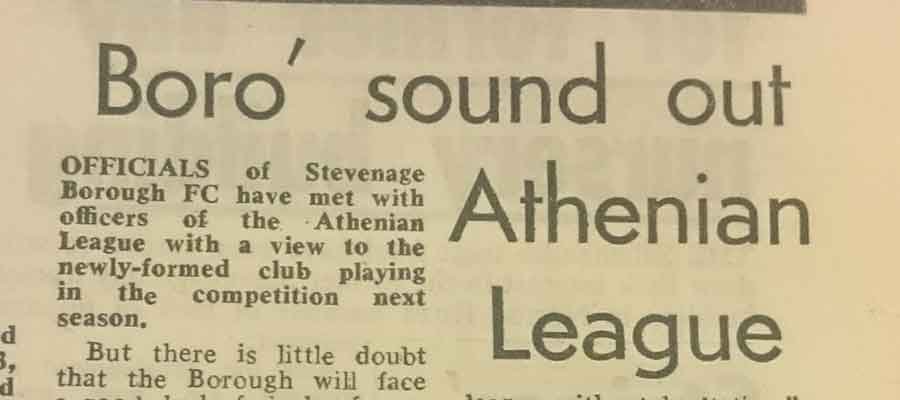 Boro' sound out
Athenian
League
OFFICIALS of Stevenage
Borough FC have met with
officers of the Athenian
League with a view to the
newly-formed club playing
in the competition next
season.
But there is little doubt
that the Borough will face
d
8,
d